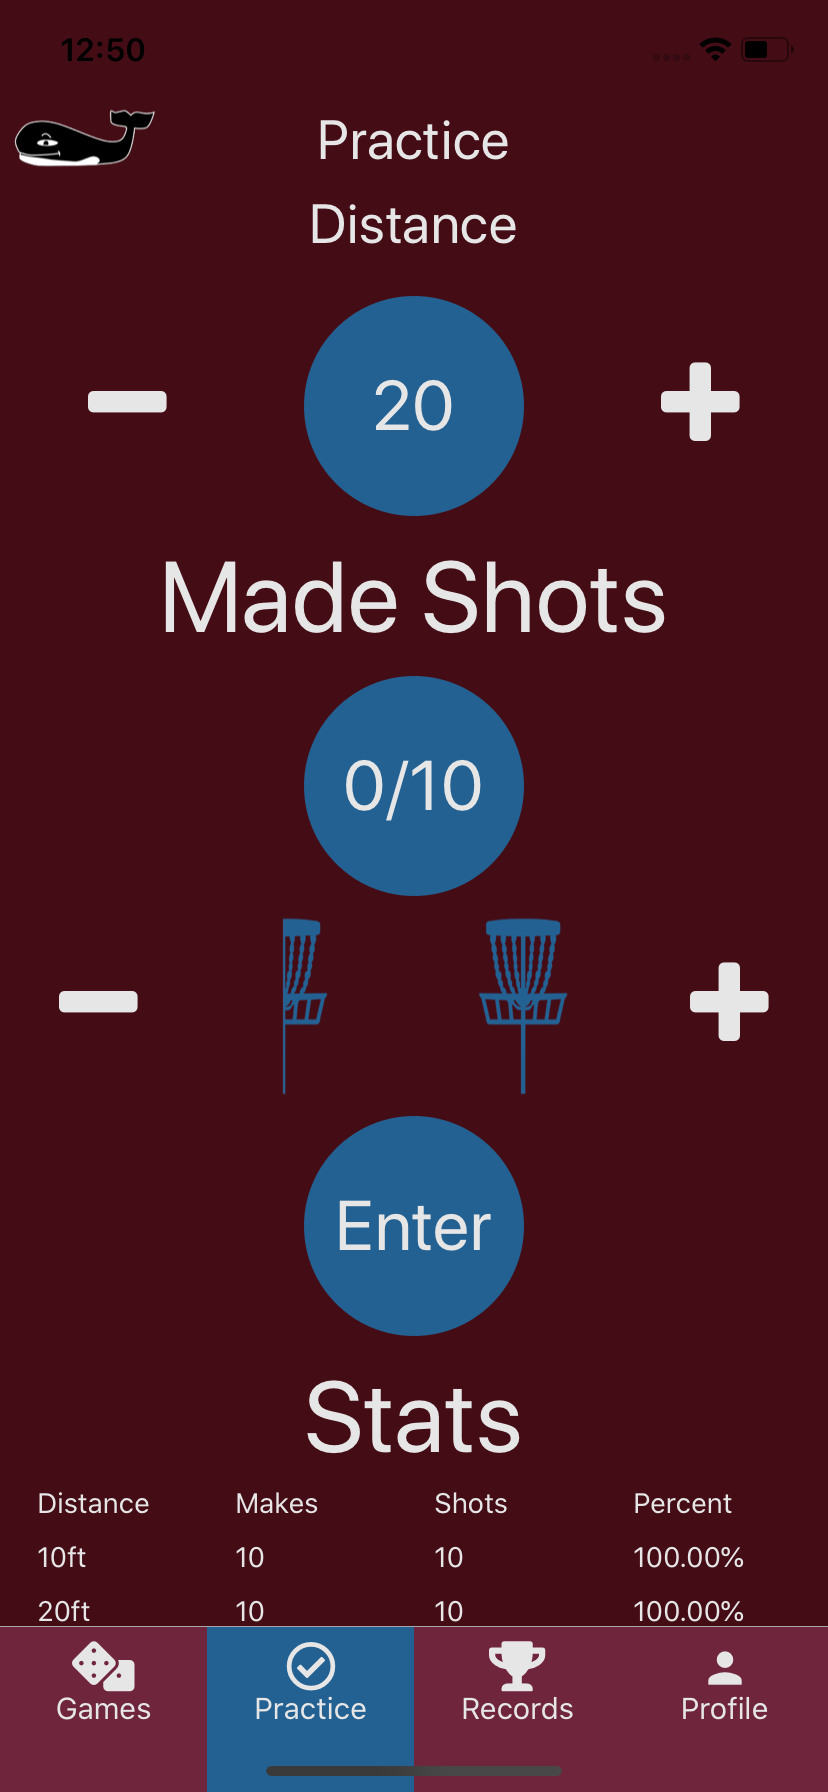 12:50
Practice
Distance
20
Made Shots
0/10
Enter
Stats
Distance Makes Shots Percent
10ft 10 10 100.00%
20ft 10 10 100.00%
Games Practice Records Profile